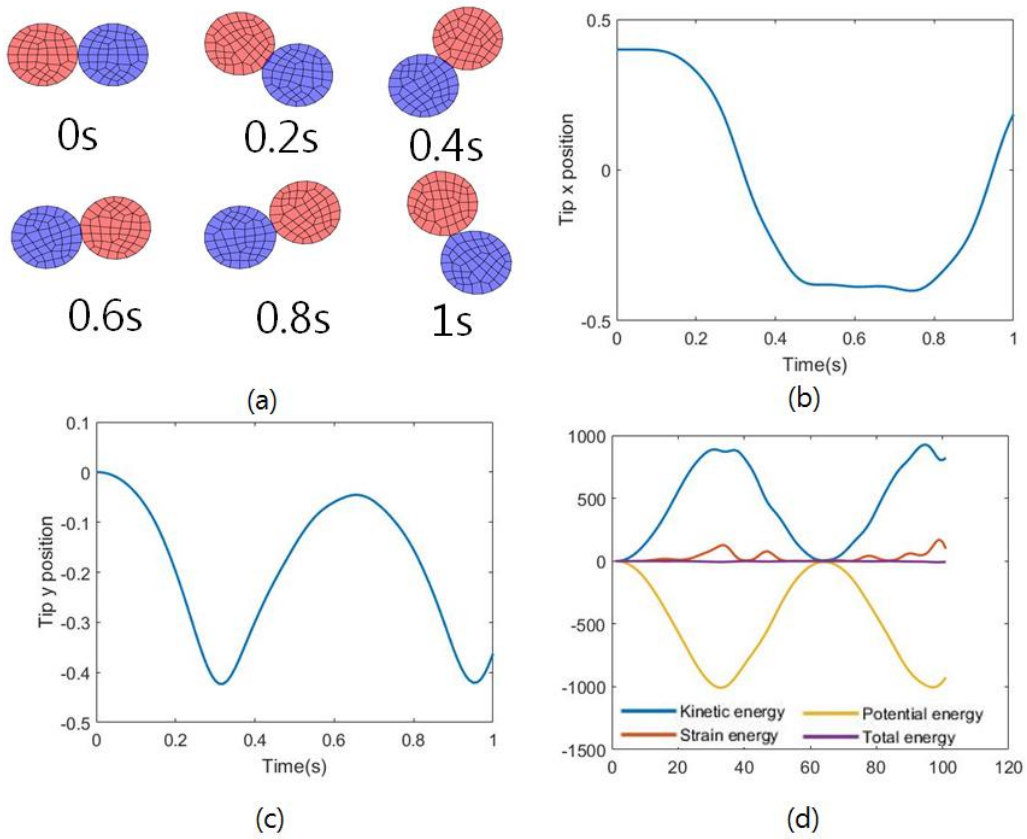 0s
0.2s
0.4s
0.6s
0.8s
1s
(a)
0.5
0
-0.5
Tip x position
0
0.2
0.4
0.6
0.8
1
Time(s)
(b)
0.1
0
-0.1
-0.2
-0.3
-0.4
-0.5
Tip y position
0
0.2
0.4
0.6
0.8
1
Time(s)
(c)
1000
500
0
-500
-1000
-1500
Kinetic energy
Potential energy
Strain energy
Total energy
0
20
40
60
80
100
120
(d)